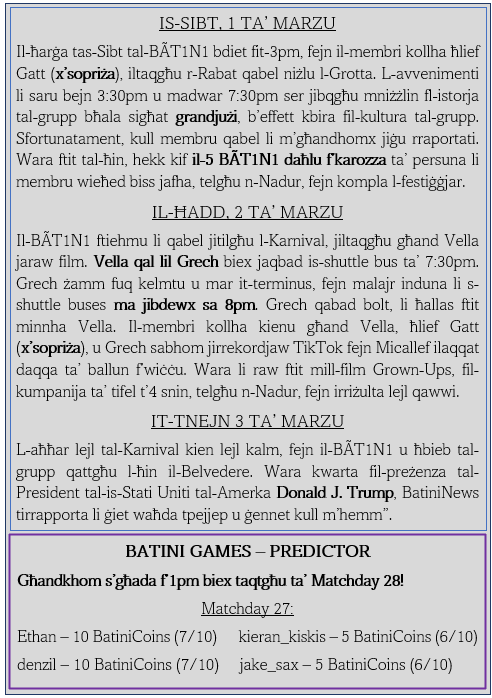 IS-SIBT, 1 TA’ MARZU
Il-ħarġa tas-Sibt tal-BÃT1N1 bdiet fit-3pm, fejn il-membri kollha ħlief
Gatt (x’sopriża), iltaqgħu r-Rabat qabel niżlu l-Grotta. L-avvenimenti
li saru bejn 3:30pm u madwar 7:30pm ser jibqgħu mniżżlin fl-istorja
tal-grupp bħala sigħat grandjużi, b’effett kbira fil-kultura tal-grupp.
Sfortunatament, kull membru qabel li m’għandhomx jiġu rraportati.
Wara ftit tal-ħin, hekk kif il-5 BÃT1N1 daħlu f’karozza ta’ persuna li
membru wieħed biss jafha, telgħu n-Nadur, fejn kompla l-festiġġjar.
IL-ĦADD, 2 TA’ MARZU
Il-BÃT1N1 ftiehmu li qabel jitilgħu l-Karnival, jiltaqgħu għand Vella
jaraw film. Vella qal lil Grech biex jaqbad is-shuttle bus ta’ 7:30pm.
Grech żamm fuq kelmtu u mar it-terminus, fejn malajr induna li s-
shuttle buses ma jibdewx sa 8pm. Grech qabad bolt, li ħallas ftit
minnha Vella. Il-membri kollha kienu għand Vella, ħlief Gatt
(x’sopriża), u Grech sabhom jirrekordjaw TikTok fejn Micallef ilaqqat
daqqa ta’ ballun f’wiċċu. Wara li raw ftit mill-film Grown-Ups, fil-
kumpanija ta’ tifel t’4 snin, telgħu n-Nadur, fejn irriżulta lejl qawwi.
IT-TNEJN 3 TA’ MARZU
L-aħħar lejl tal-Karnival kien lejl kalm, fejn il-BÃT1N1 u ħbieb tal-
grupp qattgħu l-ħin il-Belvedere. Wara kwarta fil-preżenza tal-
President tal-is-Stati Uniti tal-Amerka Donald J. Trump, BatiniNews
tirrapporta li ġiet waħda tpejjep u ġennet kull m’hemm”.
BATINI GAMES – PREDICTOR
Għandkhom s’għada f’1pm biex taqtgħu ta’ Matchday 28!
Matchday 27:
Ethan – 10 BatiniCoins (7/10) kieran_kiskis – 5 BatiniCoins (6/10)
denzil – 10 BatiniCoins (7/10) jake_sax – 5 BatiniCoins (6/10)